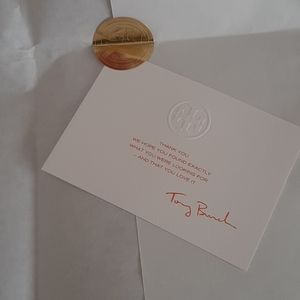 THANK YOU
WE HOPE YOU FOUND EXACTLY
WHAT YOU WERE LOOKING FOR
– AND THAT YOU LOVE IT
Tory Burch